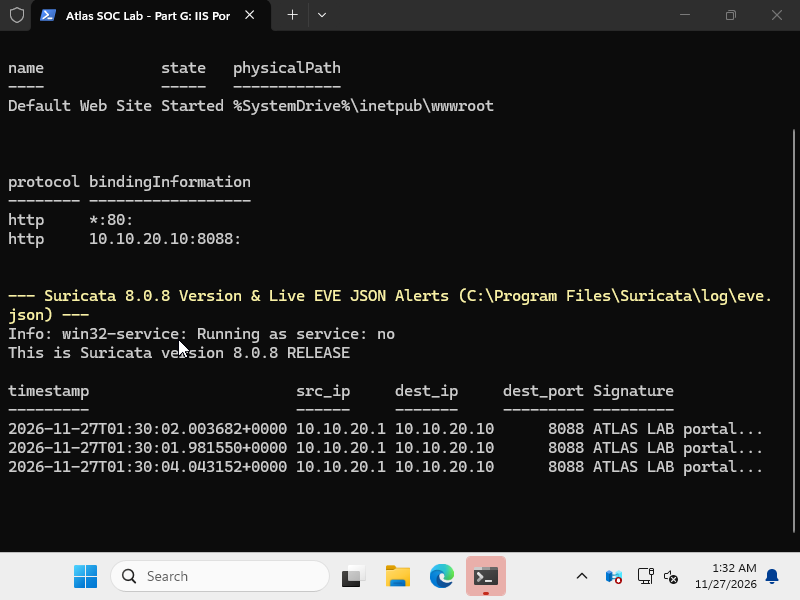 Atlas SOC Lab - Part G: IIS Por
name state physicalPath
---- ----- ------------
Default Web Site Started %SystemDrive%\inetpub\wwwroot
protocol bindingInformation
-------- ------------------
http *:80:
http 10.10.20.10:8088:
--- Suricata 8.0.8 Version & Live EVE JSON Alerts (C:\Program Files\Suricata\log\eve.
json) ---
Info: win32-service: Running as service: no
This is Suricata version 8.0.8 RELEASE
timestamp src_ip dest_ip dest_port Signature
--------- ------ ------- --------- ---------
2026-11-27T01:30:02.003682+0000 10.10.20.1 10.10.20.10 8088 ATLAS LAB portal...
2026-11-27T01:30:01.981550+0000 10.10.20.1 10.10.20.10 8088 ATLAS LAB portal...
2026-11-27T01:30:04.043152+0000 10.10.20.1 10.10.20.10 8088 ATLAS LAB portal...
Search
1:32 AM
11/27/2026